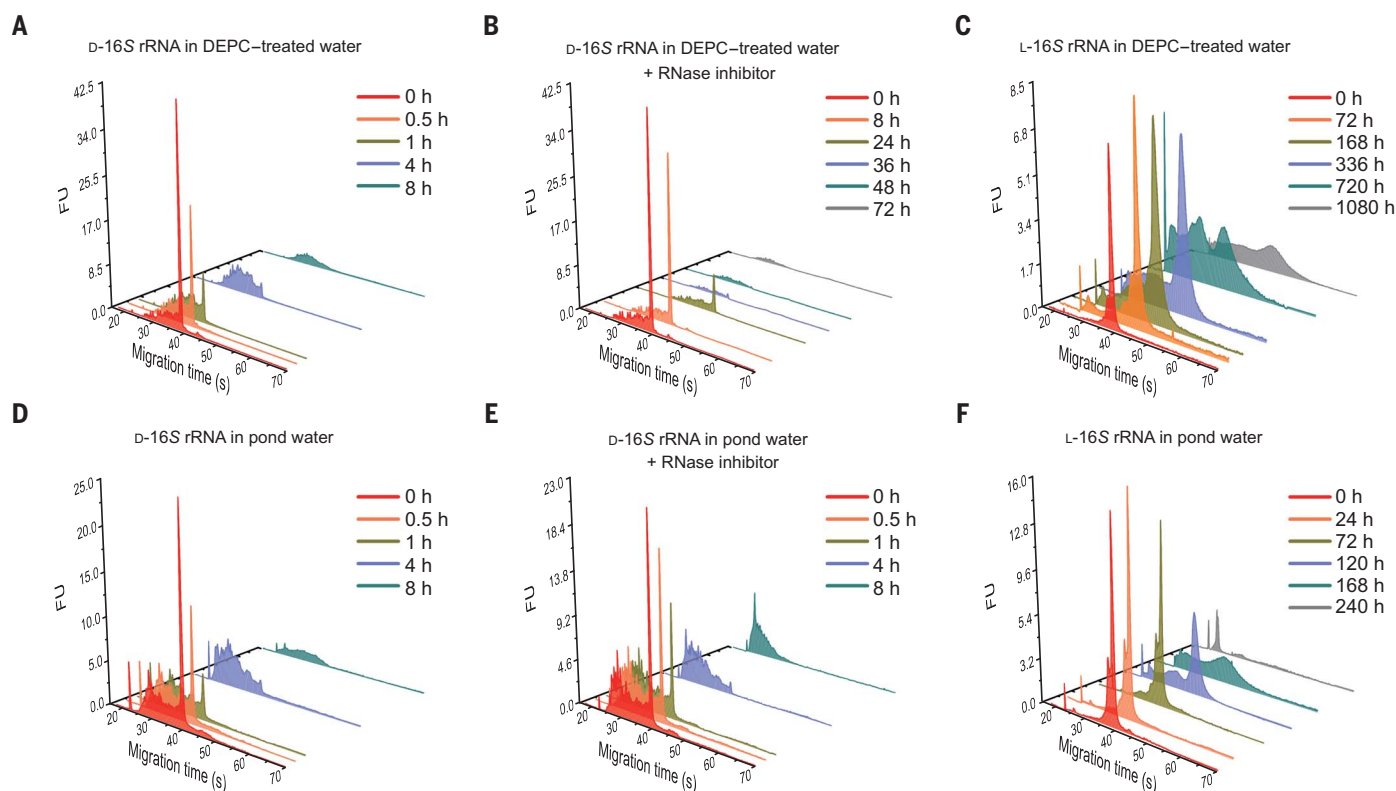 A
D-16S rRNA in DEPC–treated water
42.5
34.0
25.5
17.0
8.5
0.0
FU
20
30
40
50
60
70
Migration time (s)
0 h
0.5 h
1 h
4 h
8 h
B
D-16S rRNA in DEPC–treated water
+ RNase inhibitor
42.5
34.0
25.5
17.0
8.5
0.0
FU
20
30
40
50
60
70
Migration time (s)
0 h
8 h
24 h
36 h
48 h
72 h
C
L-16S rRNA in DEPC–treated water
8.5
6.8
5.1
3.4
1.7
0.0
FU
20
30
40
50
60
70
Migration time (s)
0 h
72 h
168 h
336 h
720 h
1080 h
D
D-16S rRNA in pond water
25.0
20.0
15.0
10.0
5.0
0.0
FU
20
30
40
50
60
70
Migration time (s)
0 h
0.5 h
1 h
4 h
8 h
E
D-16S rRNA in pond water
+ RNase inhibitor
23.0
18.4
13.8
9.2
4.6
0.0
FU
20
30
40
50
60
70
Migration time (s)
0 h
0.5 h
1 h
4 h
8 h
F
L-16S rRNA in pond water
16.0
12.8
9.6
5.4
3.2
0.0
FU
20
30
40
50
60
70
Migration time (s)
0 h
24 h
72 h
120 h
168 h
240 h